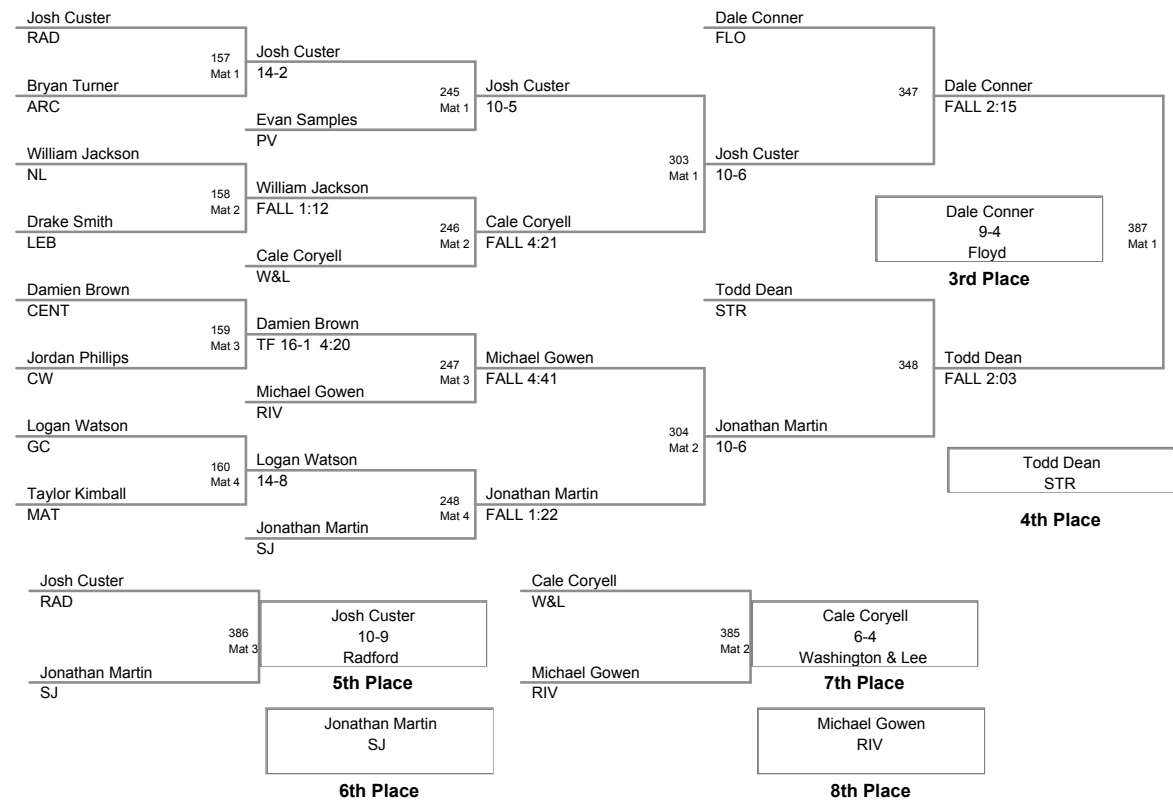 Josh Custer
RAD
157
Mat 1
Bryan Turner
ARC
William Jackson
NL
158
Mat 2
Drake Smith
LEB
Damien Brown
CENT
159
Mat 3
Jordan Phillips
CW
Logan Watson
GC
160
Mat 4
Taylor Kimball
MAT
Josh Custer
14-2
245
Mat 1
Evan Samples
PV
William Jackson
FALL 1:12
246
Mat 2
Cale Coryell
W&L
Damien Brown
TF 16-1 4:20
247
Mat 3
Michael Gowen
RIV
Logan Watson
14-8
248
Mat 4
Jonathan Martin
SJ
Josh Custer
10-5
303
Mat 1
Cale Coryell
FALL 4:21
Michael Gowen
FALL 4:41
304
Mat 2
Jonathan Martin
FALL 1:22
Dale Conner
FLO
347
Josh Custer
10-6
Todd Dean
STR
348
Jonathan Martin
10-6
Dale Conner
FALL 2:15
387
Mat 1
Todd Dean
FALL 2:03
Dale Conner
9-4
Floyd
3rd Place
Todd Dean
STR
4th Place
Josh Custer
RAD
386
Mat 3
Jonathan Martin
SJ
Josh Custer
10-9
Radford
5th Place
Jonathan Martin
SJ
6th Place
Cale Coryell
W&L
385
Mat 2
Michael Gowen
RIV
Cale Coryell
6-4
Washington & Lee
7th Place
Michael Gowen
RIV
8th Place